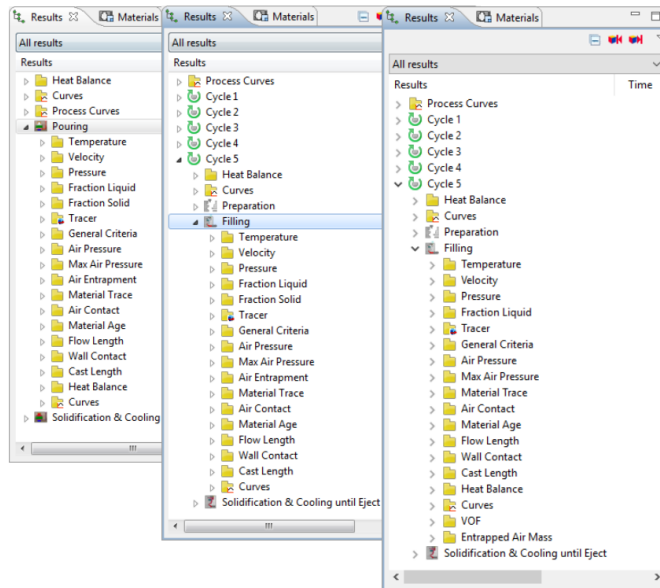 Results
Materials
All results
Results
Heat Balance
Curves
Process Curves
Pouring
Temperature
Velocity
Pressure
Fraction Liquid
Fraction Solid
Tracer
General Criteria
Air Pressure
Max Air Pressure
Air Entrapment
Material Trace
Air Contact
Material Age
Flow Length
Wall Contact
Cast Length
Heat Balance
Curves
Solidification & Cooling
Results
Materials
All results
Results
Process Curves
Cycle 1
Cycle 2
Cycle 3
Cycle 4
Cycle 5
Heat Balance
Curves
Preparation
Filling
Temperature
Velocity
Pressure
Fraction Liquid
Fraction Solid
Tracer
General Criteria
Air Pressure
Max Air Pressure
Air Entrapment
Material Trace
Air Contact
Material Age
Flow Length
Wall Contact
Cast Length
Curves
Solidification & Cooling until Eject
Results
Materials
All results
Results Time
Process Curves
Cycle 1
Cycle 2
Cycle 3
Cycle 4
Cycle 5
Heat Balance
Curves
Preparation
Filling
Temperature
Velocity
Pressure
Fraction Liquid
Tracer
General Criteria
Air Pressure
Max Air Pressure
Material Trace
Air Contact
Material Age
Flow Length
Wall Contact
Cast Length
Heat Balance
Curves
VOF
Entrapped Air Mass
Solidification & Cooling until Eject